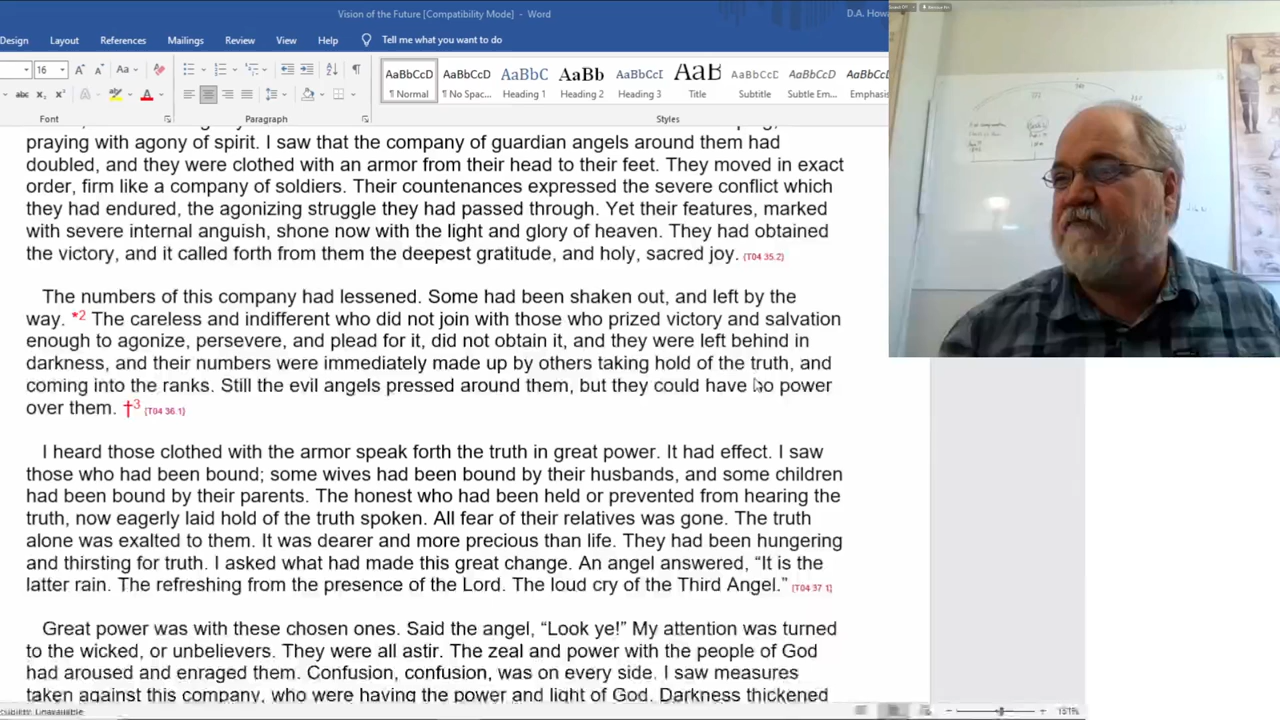 Vision of the Future [Compatibility Mode] - Word
D.A. How
Design Layout References Mailings Review View Help Tell me what you want to do
16 Aa
AaBbCcD AaBbCcD AaBbC AaBb AaBbCcI AaB AaBbCcD AaBbCcD AaBbCcD
¶ Normal ¶ No Spac... Heading 1 Heading 2 Heading 3 Title Subtitle Subtle Em... Emphasis
Font Paragraph Styles
praying with agony of spirit. I saw that the company of guardian angels around them had
doubled, and they were clothed with an armor from their head to their feet. They moved in exact
order, firm like a company of soldiers. Their countenances expressed the severe conflict which
they had endured, the agonizing struggle they had passed through. Yet their features, marked
with severe internal anguish, shone now with the light and glory of heaven. They had obtained
the victory, and it called forth from them the deepest gratitude, and holy, sacred joy. {T04 35.2}
The numbers of this company had lessened. Some had been shaken out, and left by the
way. *2 The careless and indifferent who did not join with those who prized victory and salvation
enough to agonize, persevere, and plead for it, did not obtain it, and they were left behind in
darkness, and their numbers were immediately made up by others taking hold of the truth, and
coming into the ranks. Still the evil angels pressed around them, but they could have no power
over them. †3 {T04 36.1}
I heard those clothed with the armor speak forth the truth in great power. It had effect. I saw
those who had been bound; some wives had been bound by their husbands, and some children
had been bound by their parents. The honest who had been held or prevented from hearing the
truth, now eagerly laid hold of the truth spoken. All fear of their relatives was gone. The truth
alone was exalted to them. It was dearer and more precious than life. They had been hungering
and thirsting for truth. I asked what had made this great change. An angel answered, “It is the
latter rain. The refreshing from the presence of the Lord. The loud cry of the Third Angel.” {T04 37.1}
Great power was with these chosen ones. Said the angel, “Look ye!” My attention was turned
to the wicked, or unbelievers. They were all astir. The zeal and power with the people of God
had aroused and enraged them. Confusion, confusion, was on every side. I saw measures
taken against this company, who were having the power and light of God. Darkness thickened